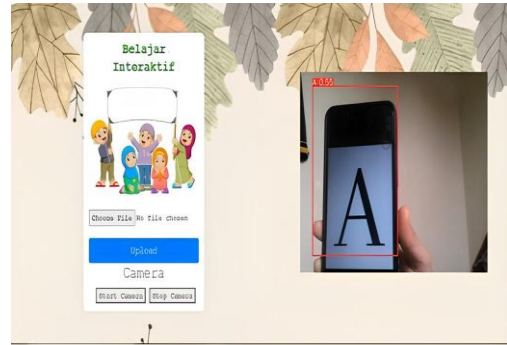 Belajar
Interaktif
Choose File No file chosen
Upload
Camera
Start Camera Stop Camera
A 0.55
A